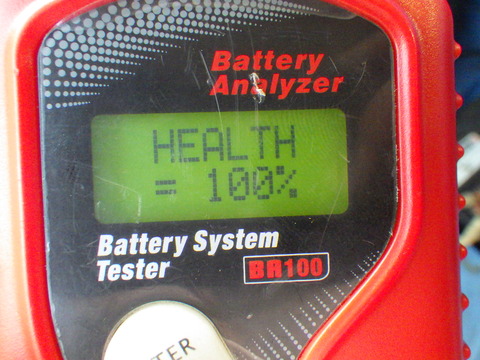 Battery
Analyzer
HEALTH
= 100%
Battery System
Tester
BR100